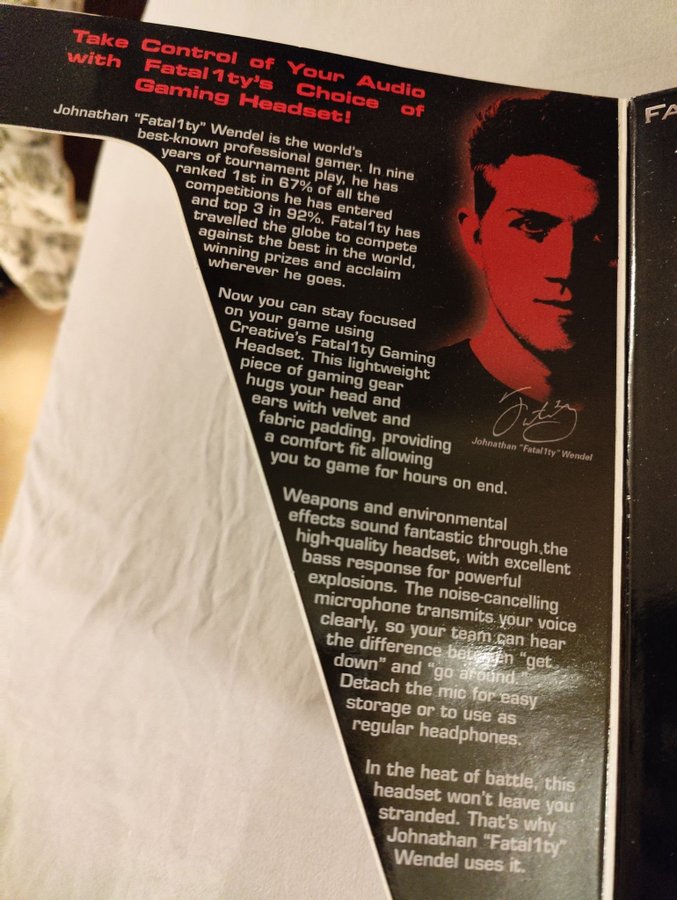 Take Control of Your Audio
with Fatal1ty's Choice of
Gaming Headset!
Johnathan "Fatal1ty" Wendel is the world's
best-known professional gamer. In nine
years of tournament play, he has
ranked 1st in 67% of all the
competitions he has entered
and top 3 in 92%. Fatal1ty has
travelled the globe to compete
against the best in the world,
winning prizes and acclaim
wherever he goes.
Now you can stay focused
on your game using
Creative's Fatal1ty Gaming
Headset. This lightweight
piece of gaming gear
hugs your head and
ears with velvet and
fabric padding, providing
a comfort fit allowing
you to game for hours on end.
Johnathan "Fatal1ty" Wendel
Weapons and environmental
effects sound fantastic through the
high-quality headset, with excellent
bass response for powerful
explosions. The noise-cancelling
microphone transmits your voice
clearly, so your team can hear
the difference between "get
down" and "go around."
Detach the mic for easy
storage or to use as
regular headphones.
In the heat of battle, this
headset won't leave you
stranded. That's why
Johnathan "Fatal1ty"
Wendel uses it.
FA